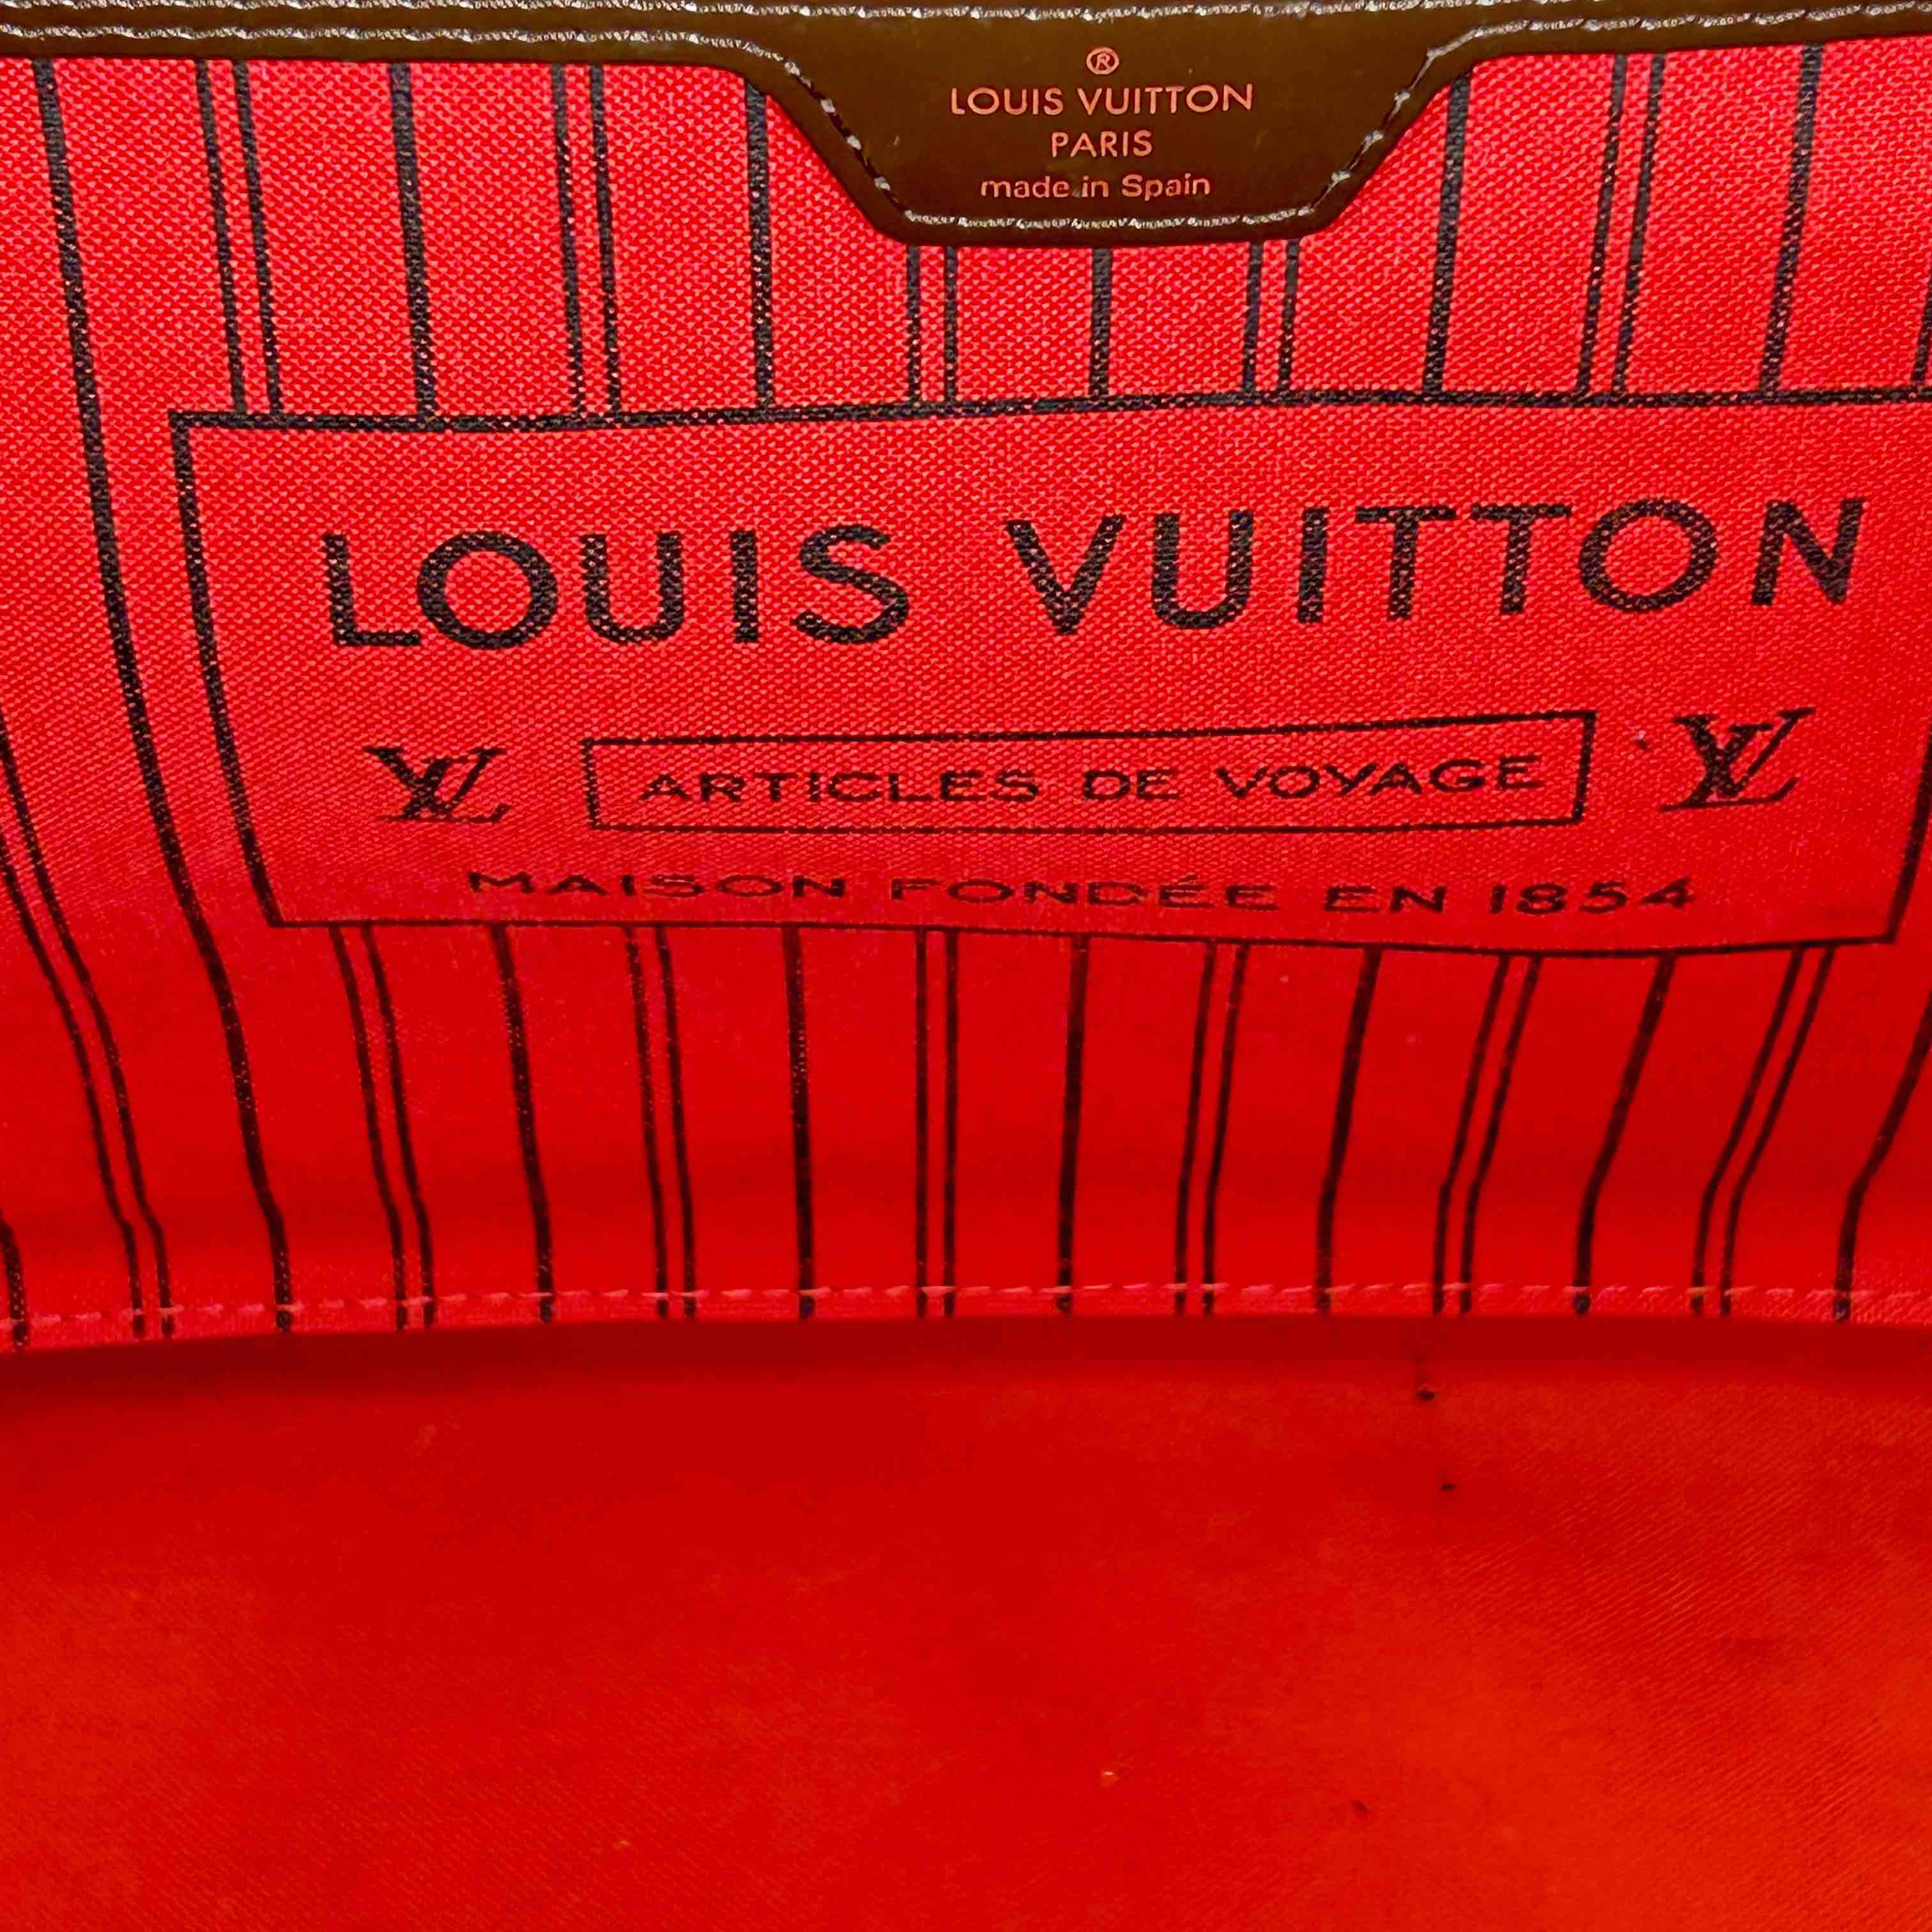 ®
LOUIS VUITTON
PARIS
made in Spain
LOUIS VUITTON
LV ARTICLES DE VOYAGE LV
MAISON FONDÉE EN 1854